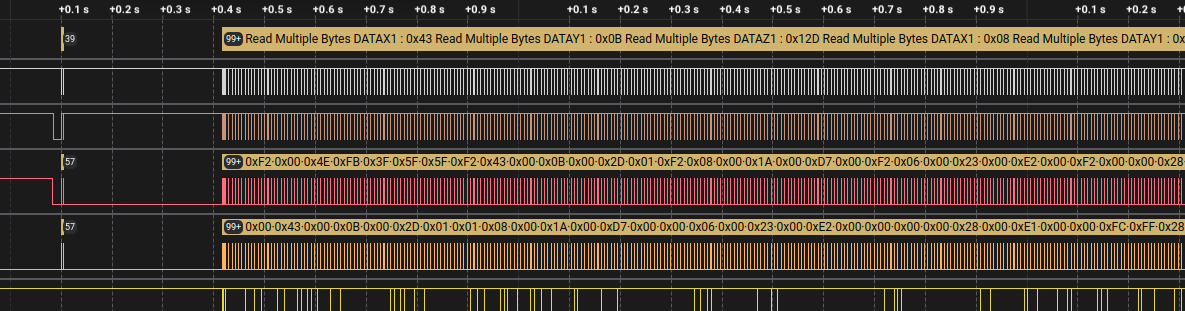 +0.1 s +0.2 s +0.3 s +0.4 s +0.5 s +0.6 s +0.7 s +0.8 s +0.9 s +0.1 s +0.2 s +0.3 s +0.4 s +0.5 s +0.6 s +0.7 s +0.8 s +0.9 s +0.1 s +0.2 s
39 99+ Read Multiple Bytes DATAX1 : 0x43 Read Multiple Bytes DATAY1 : 0x0B Read Multiple Bytes DATAZ1 : 0x12D Read Multiple Bytes DATAX1 : 0x08 Read Multiple Bytes DATAY1 : 0x
57 99+ 0xF2·0x00·0x4E·0xFB·0x3F·0x5F·0x5F·0xF2·0x43·0x00·0x0B·0x00·0x2D·0x01·0xF2·0x08·0x00·0x1A·0x00·0xD7·0x00·0xF2·0x06·0x00·0x23·0x00·0xE2·0x00·0xF2·0x00·0x00·0x28
57 99+ 0x00·0x43·0x00·0x0B·0x00·0x2D·0x01·0x01·0x08·0x00·0x1A·0x00·0xD7·0x00·0x00·0x06·0x00·0x23·0x00·0xE2·0x00·0x00·0x00·0x00·0x28·0x00·0xE1·0x00·0x00·0xFC·0xFF·0x28